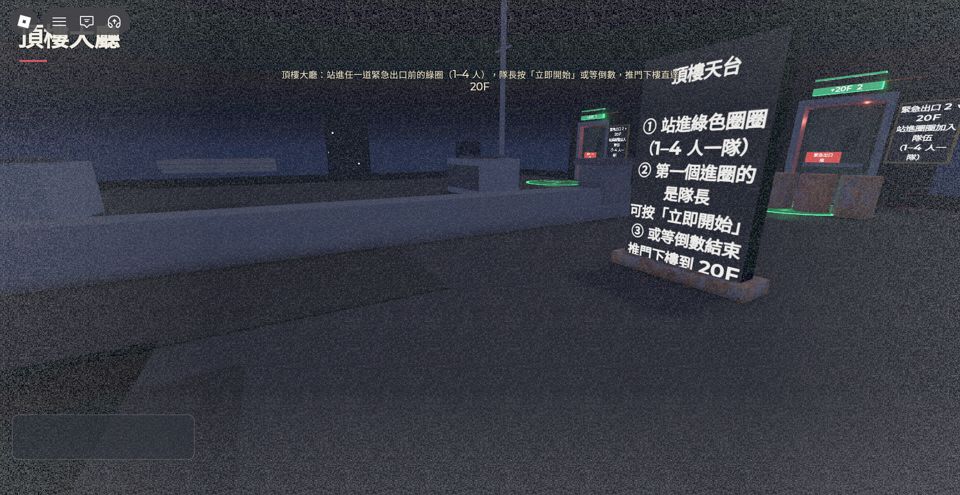 頂樓大廳
頂樓大廳：站進任一道緊急出口前的綠圈（1–4 人），隊長按「立即開始」或等倒數，推門下樓直達
20F
頂樓天台
① 站進綠色圈圈
（1–4 人一隊）
② 第一個進圈的
是隊長
可按「立即開始」
③ 或等倒數結束
推門下樓到 20F
20F 2
緊急出口 2
20F
站進圈圈加入
隊伍
（1–4 人一
隊）